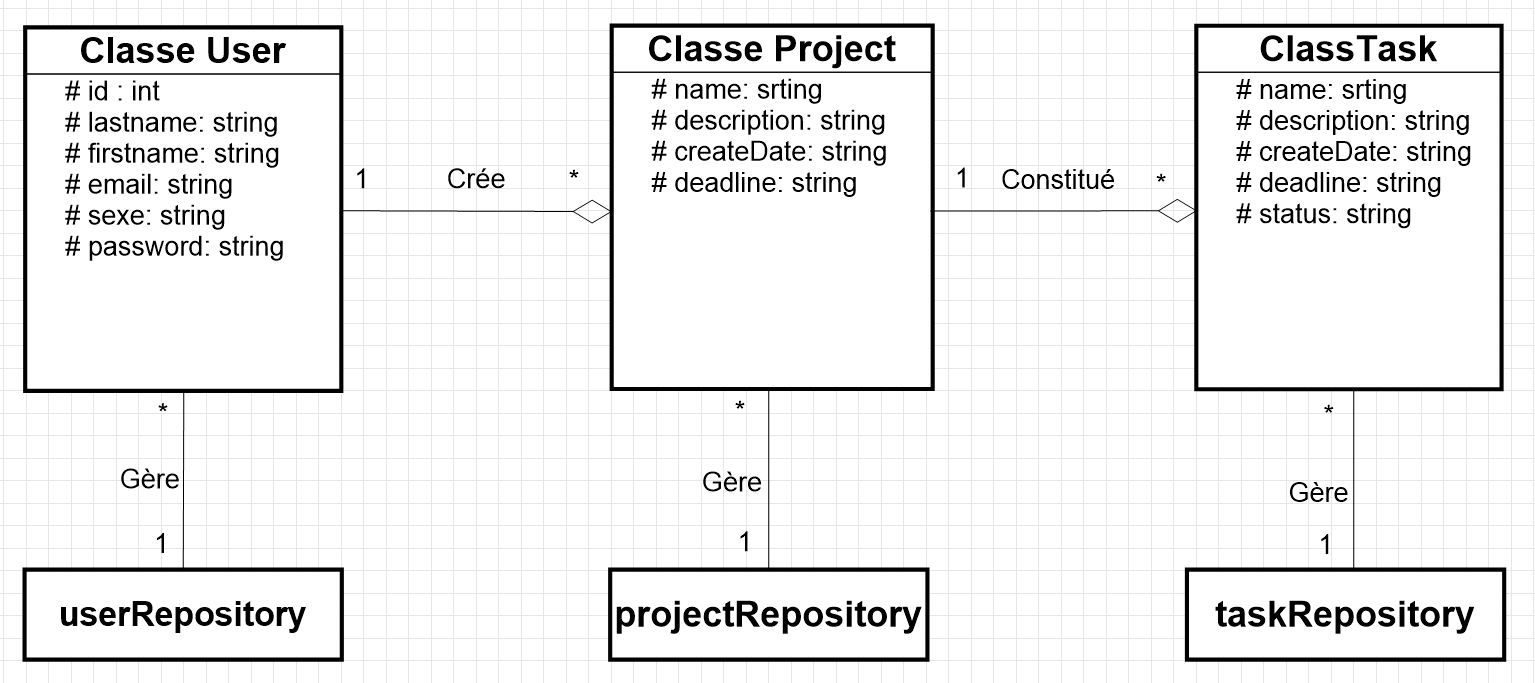 Classe User
# id : int
# lastname: string
# firstname: string
# email: string
# sexe: string
# password: string
1 Crée *
Classe Project
# name: srting
# description: string
# createDate: string
# deadline: string
1 Constitué *
ClassTask
# name: srting
# description: string
# createDate: string
# deadline: string
# status: string
*
Gère
1
userRepository
*
Gère
1
projectRepository
*
Gère
1
taskRepository